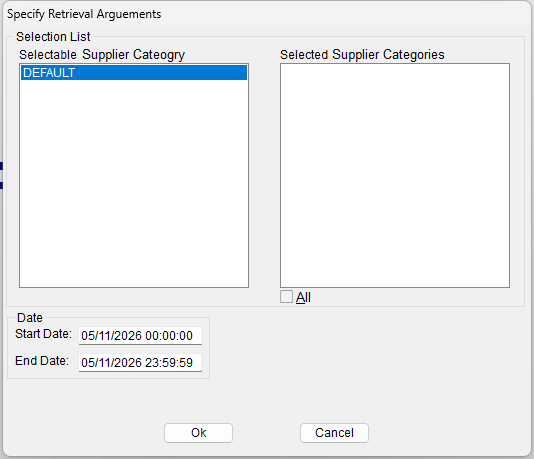 Specify Retrieval Arguements
Selection List
Selectable Supplier Cateogry
Selected Supplier Categories
DEFAULT
All
Date
Start Date: 05/11/2026 00:00:00
End Date: 05/11/2026 23:59:59
Ok
Cancel